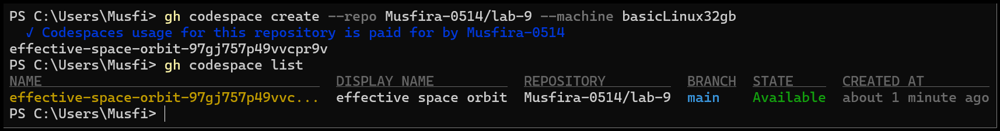 PS C:\Users\Musfi> gh codespace create --repo Musfira-0514/lab-9 --machine basicLinux32gb
✓ Codespaces usage for this repository is paid for by Musfira-0514
effective-space-orbit-97gj757p49vvcpr9v
PS C:\Users\Musfi> gh codespace list
NAME DISPLAY NAME REPOSITORY BRANCH STATE CREATED AT
effective-space-orbit-97gj757p49vvc... effective space orbit Musfira-0514/lab-9 main Available about 1 minute ago
PS C:\Users\Musfi>